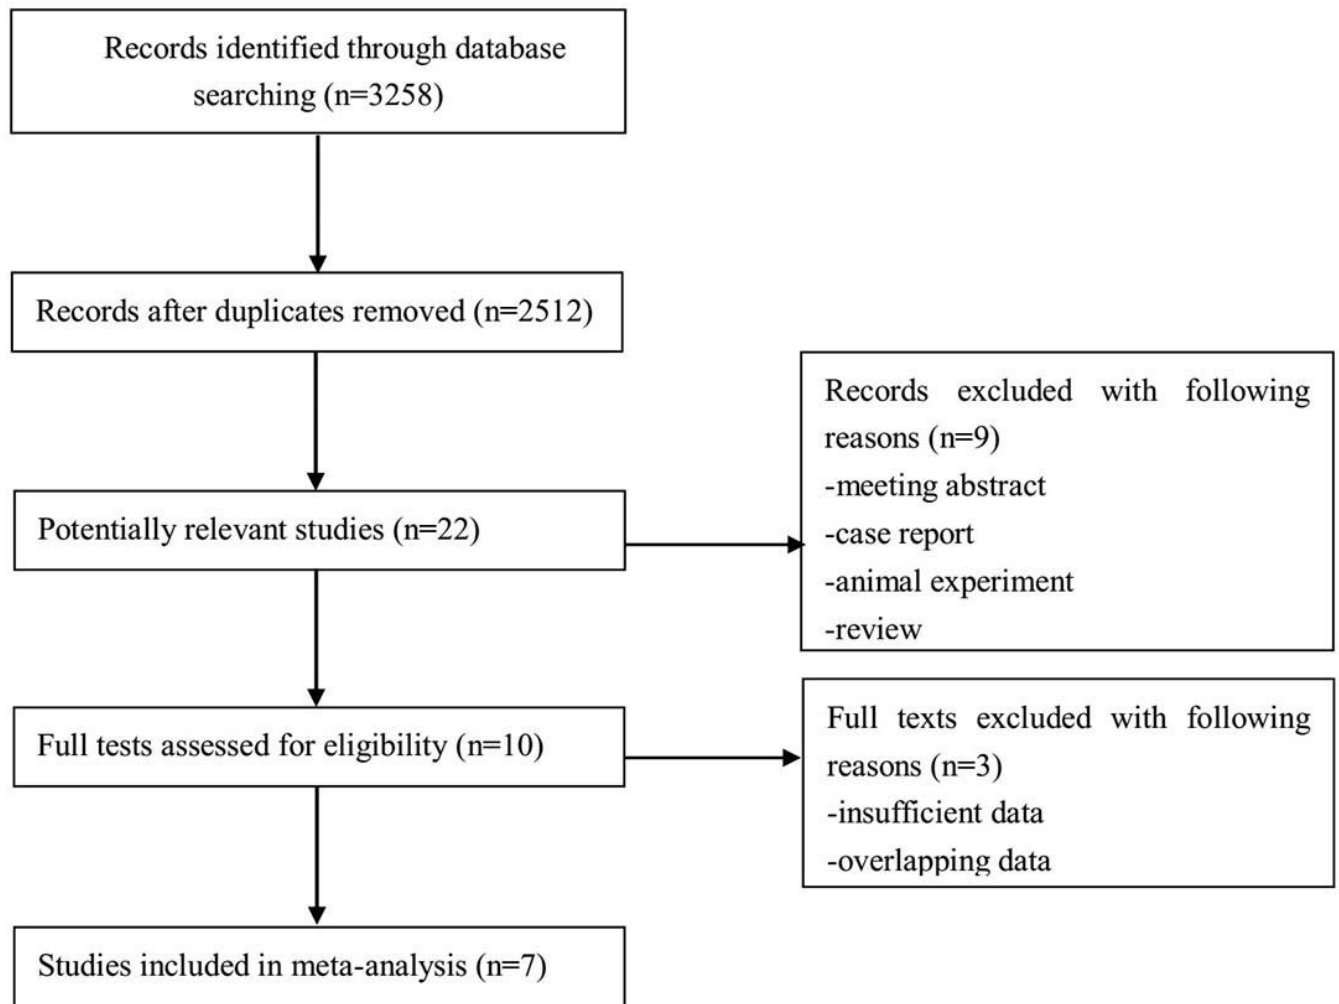 Records identified through database
searching (n=3258)
Records after duplicates removed (n=2512)
Potentially relevant studies (n=22)
Records excluded with following
reasons (n=9)
-meeting abstract
-case report
-animal experiment
-review
Full tests assessed for eligibility (n=10)
Full texts excluded with following
reasons (n=3)
-insufficient data
-overlapping data
Studies included in meta-analysis (n=7)